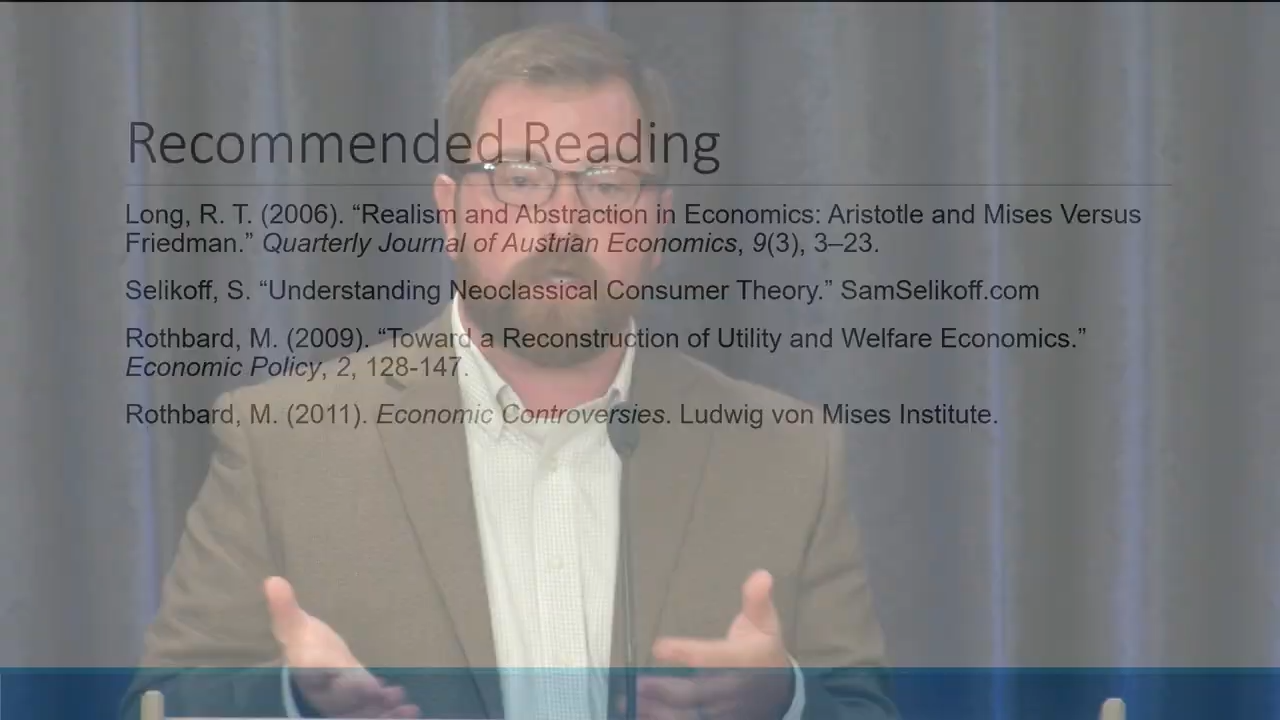 Recommended Reading
Long, R. T. (2006). “Realism and Abstraction in Economics: Aristotle and Mises Versus
Friedman.” Quarterly Journal of Austrian Economics, 9(3), 3–23.
Selikoff, S. “Understanding Neoclassical Consumer Theory.” SamSelikoff.com
Rothbard, M. (2009). “Toward a Reconstruction of Utility and Welfare Economics.”
Economic Policy, 2, 128-147.
Rothbard, M. (2011). Economic Controversies. Ludwig von Mises Institute.